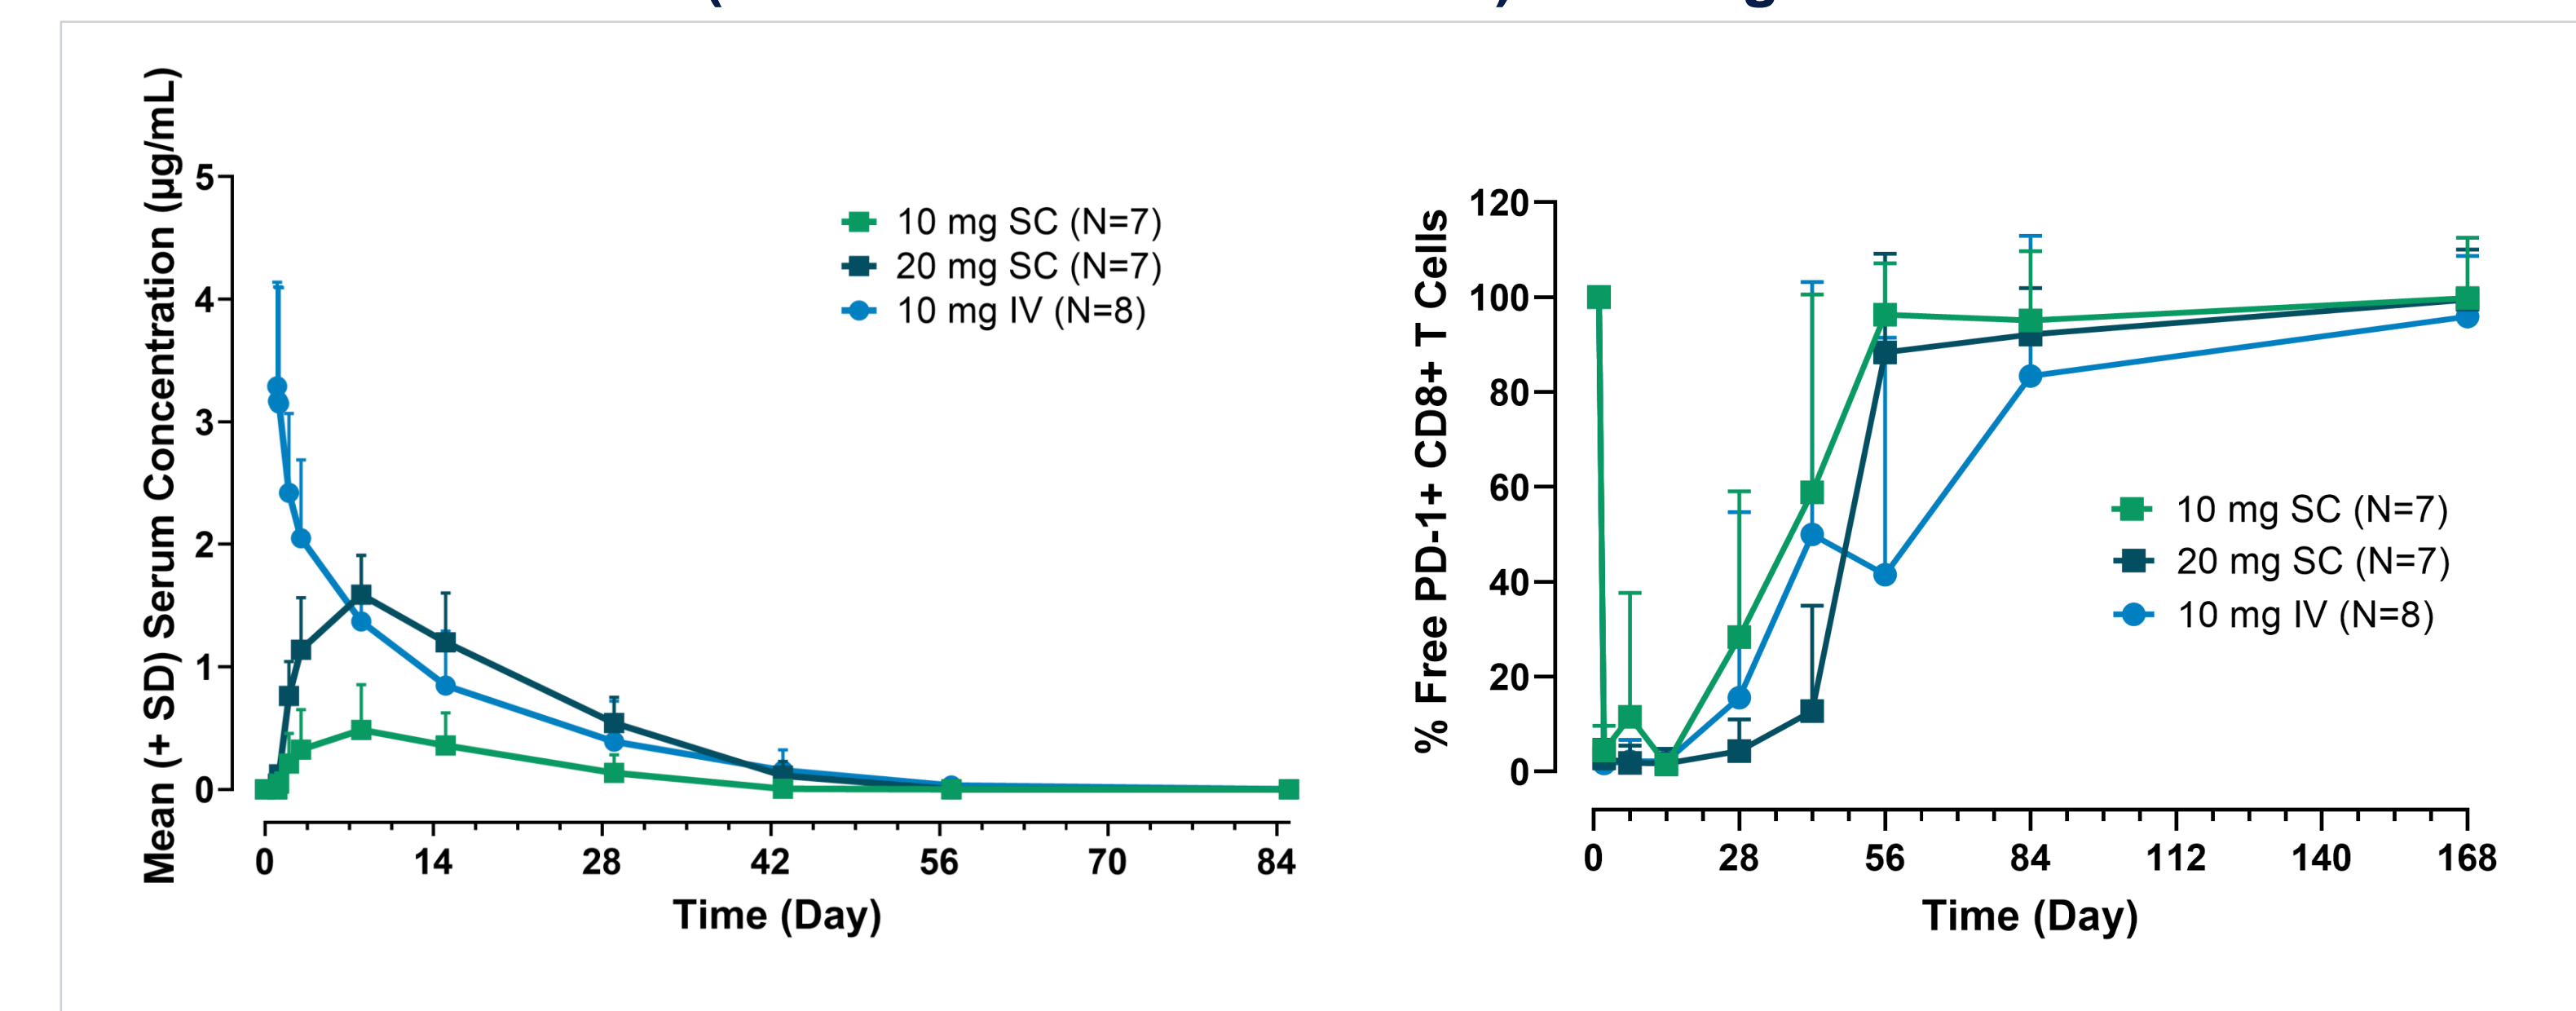 Mean (+ SD) Serum Concentration (µg/mL)
5
4
3
2
1
0
10 mg SC (N=7)
20 mg SC (N=7)
10 mg IV (N=8)
0 14 28 42 56 70 84
Time (Day)
% Free PD-1+ CD8+ T Cells
120
100
80
60
40
20
0
10 mg SC (N=7)
20 mg SC (N=7)
10 mg IV (N=8)
0 28 56 84 112 140 168
Time (Day)